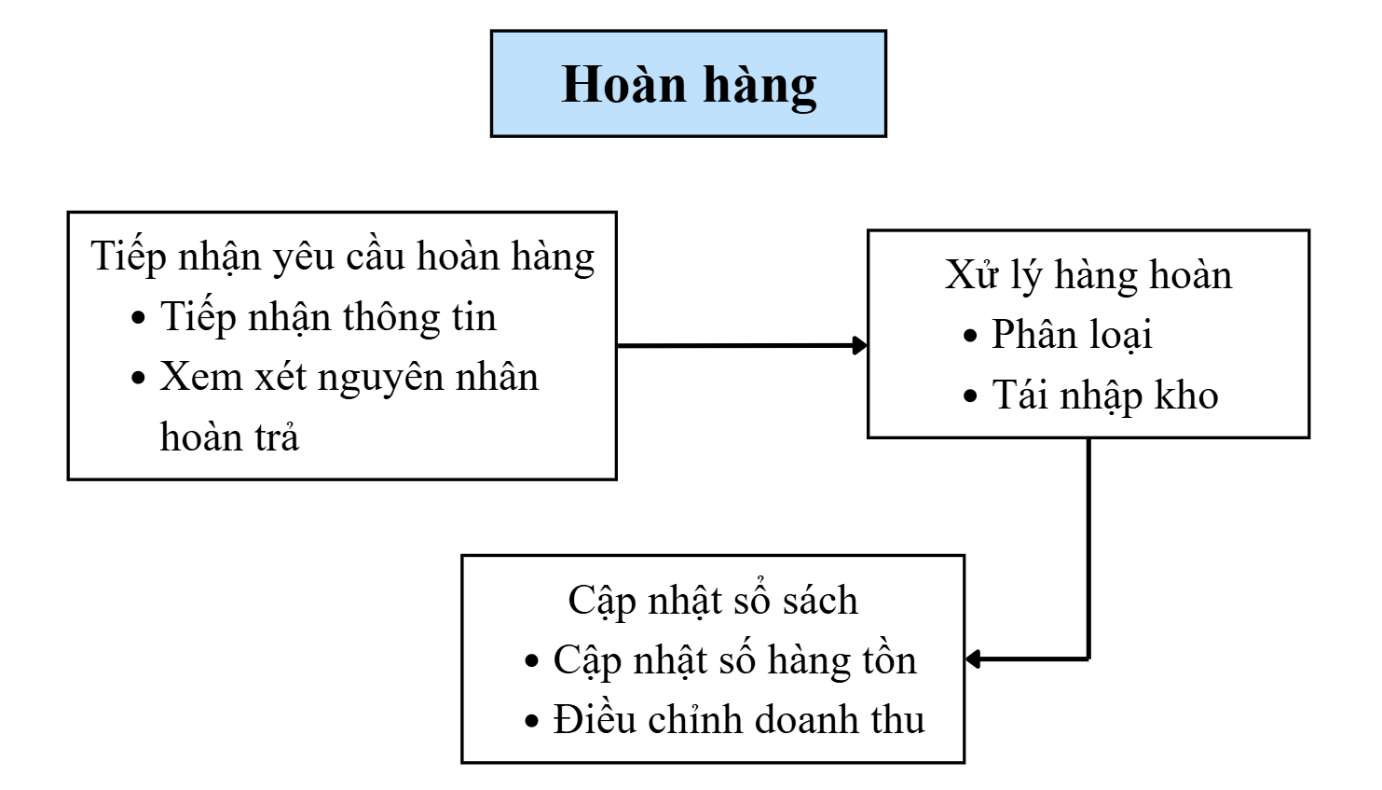 Hoàn hàng
Tiếp nhận yêu cầu hoàn hàng
• Tiếp nhận thông tin
• Xem xét nguyên nhân
hoàn trả
Xử lý hàng hoàn
• Phân loại
• Tái nhập kho
Cập nhật sổ sách
• Cập nhật số hàng tồn
• Điều chỉnh doanh thu